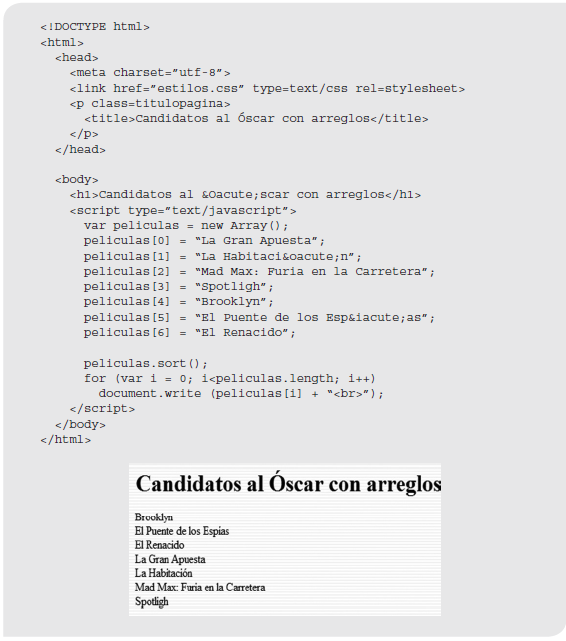 <!DOCTYPE html>
<html>
<head>
<meta charset=”utf-8”>
<link href=”estilos.css” type=text/css rel=stylesheet>
<p class=titulopagina>
<title>Candidatos al Óscar con arreglos</title>
</p>
</head>
<body>
<h1>Candidatos al &Oacute;scar con arreglos</h1>
<script type=”text/javascript”>
var peliculas = new Array();
peliculas[0] = “La Gran Apuesta”;
peliculas[1] = “La Habitaci&oacute;n”;
peliculas[2] = “Mad Max: Furia en la Carretera”;
peliculas[3] = “Spotligh”;
peliculas[4] = “Brooklyn”;
peliculas[5] = “El Puente de los Esp&iacute;as”;
peliculas[6] = “El Renacido”;
peliculas.sort();
for (var i = 0; i<peliculas.length; i++)
document.write (peliculas[i] + “<br>”);
</script>
</body>
</html>
Candidatos al Óscar con arreglos
Brooklyn
El Puente de los Espías
El Renacido
La Gran Apuesta
La Habitación
Mad Max: Furia en la Carretera
Spotligh